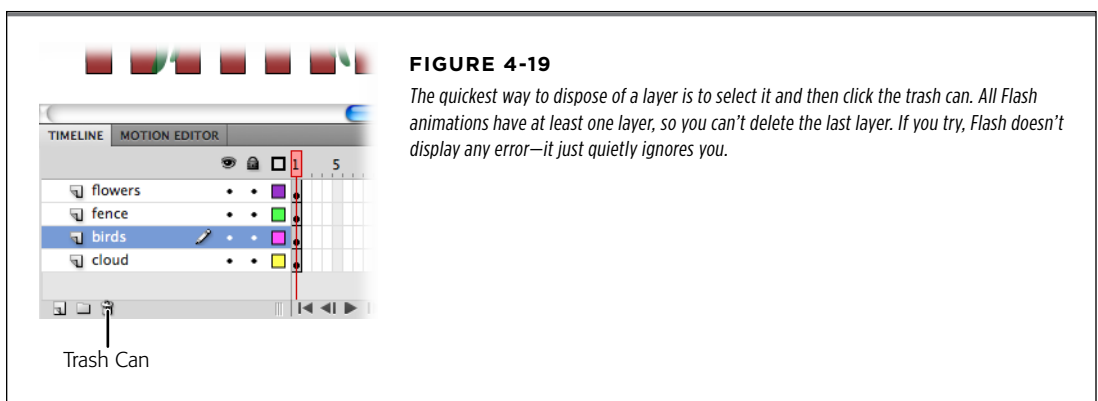 FIGURE 4-19
The quickest way to dispose of a layer is to select it and then click the trash can. All Flash
animations have at least one layer, so you can't delete the last layer. If you try, Flash doesn't
display any error—it just quietly ignores you.
TIMELINE MOTION EDITOR
1 5
flowers
fence
birds
cloud
Trash Can